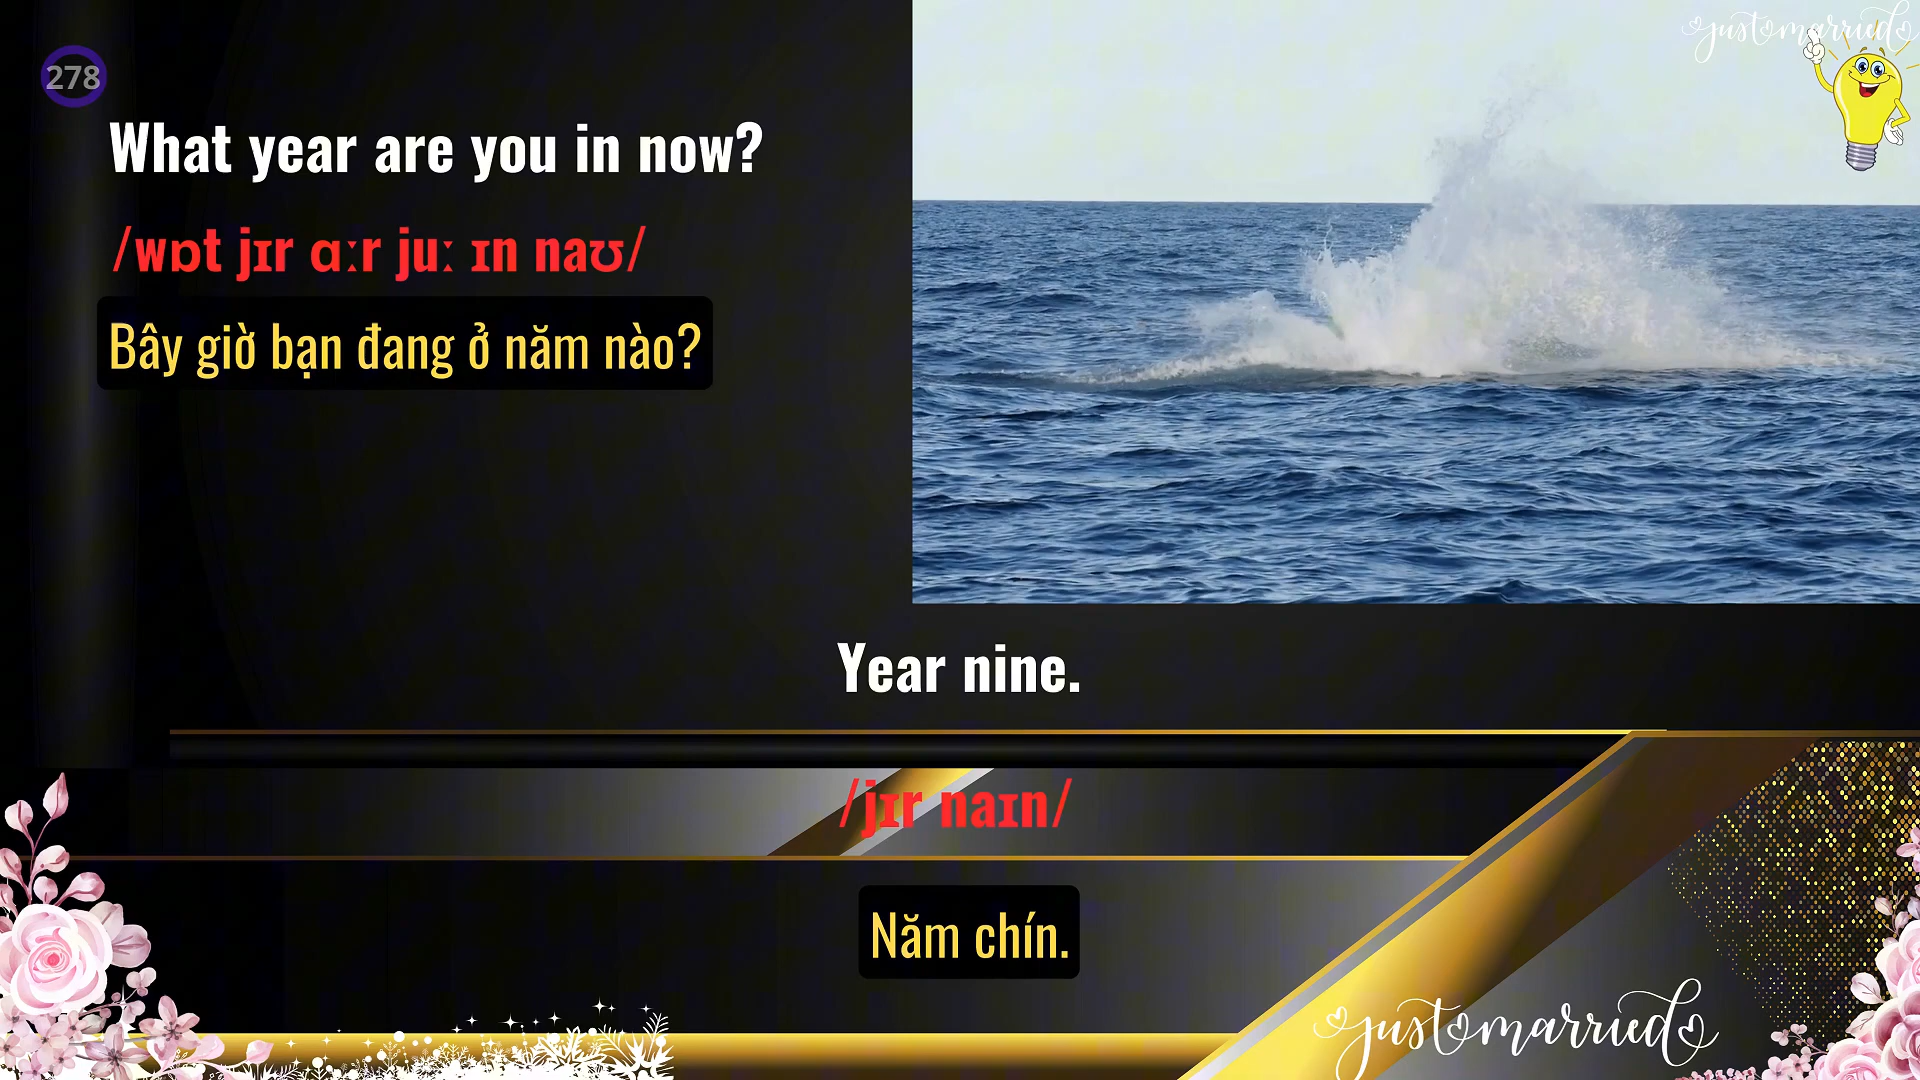 justmarried
278
What year are you in now?
/wɒt jɪr ɑːr juː ɪn naʊ/
Bây giờ bạn đang ở năm nào?
Year nine.
/jɪr naɪn/
Năm chín.
justmarried